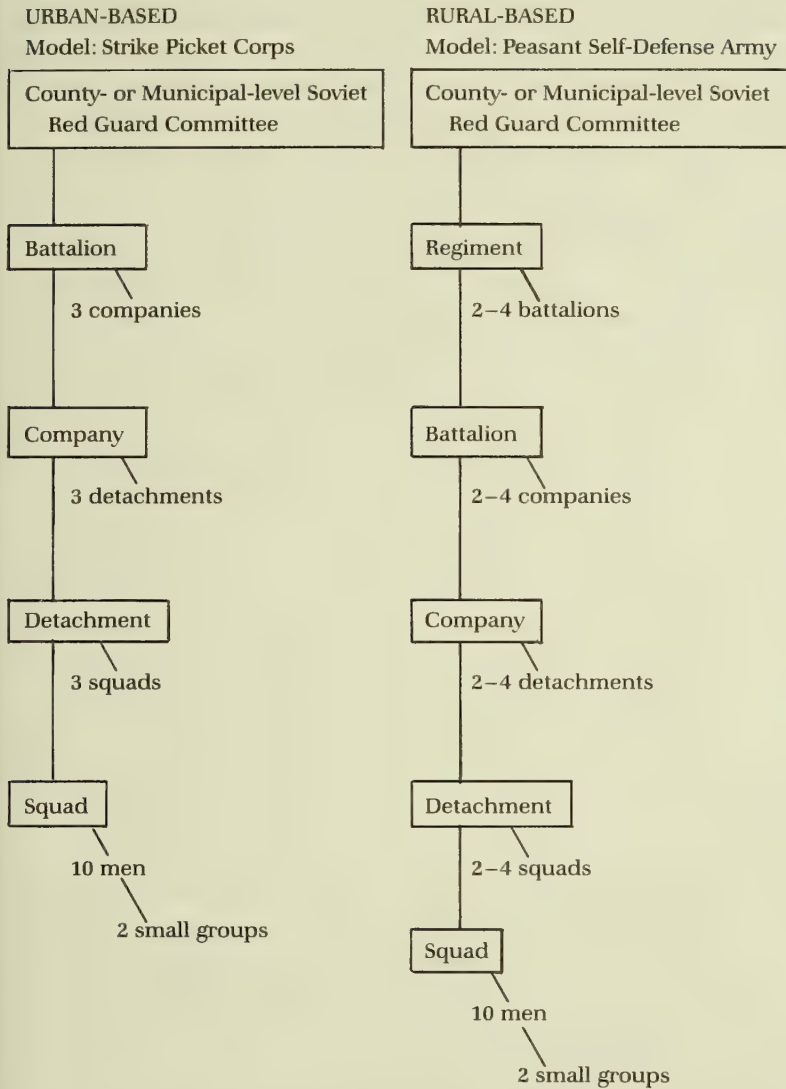 URBAN-BASED
Model: Strike Picket Corps
County- or Municipal-level Soviet
Red Guard Committee
Battalion
3 companies
Company
3 detachments
Detachment
3 squads
Squad
10 men
2 small groups
RURAL-BASED
Model: Peasant Self-Defense Army
County- or Municipal-level Soviet
Red Guard Committee
Regiment
2–4 battalions
Battalion
2–4 companies
Company
2–4 detachments
Detachment
2–4 squads
Squad
10 men
2 small groups